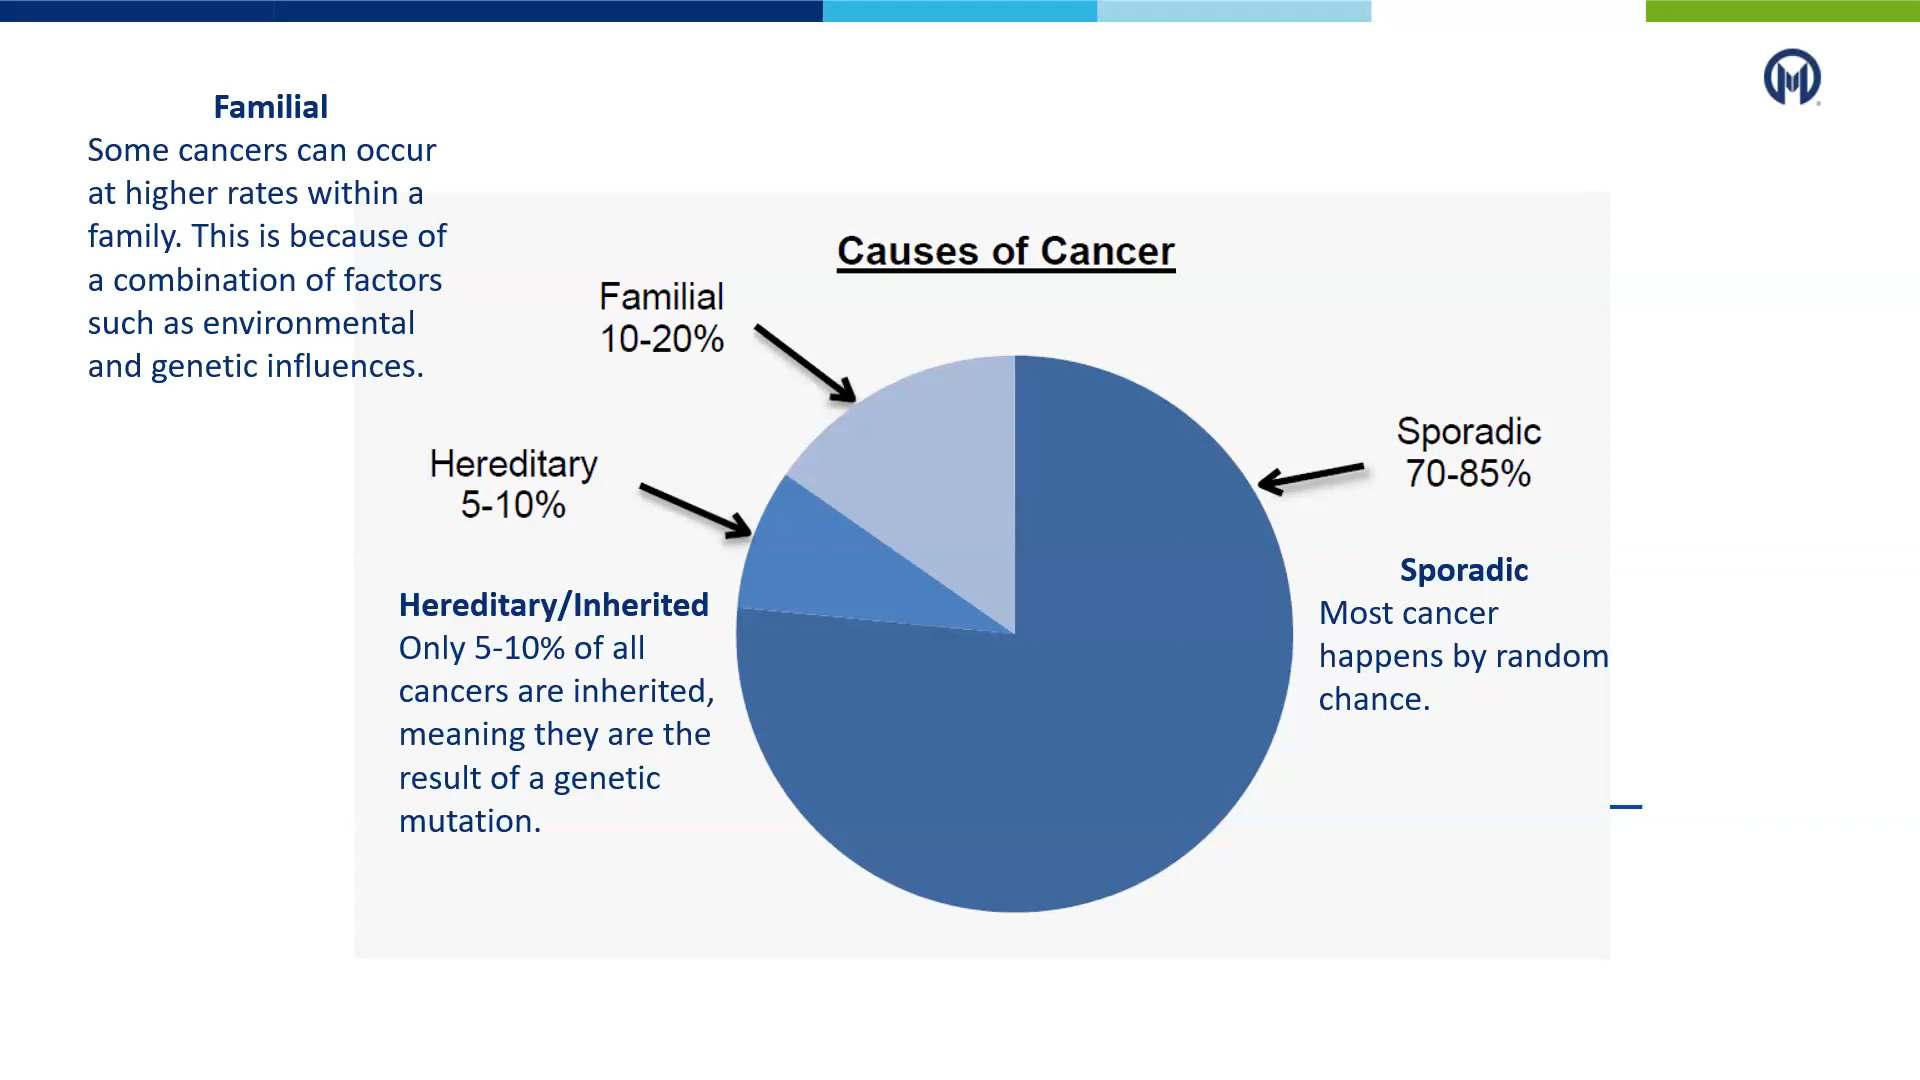 Familial
Some cancers can occur
at higher rates within a
family. This is because of
a combination of factors
such as environmental
and genetic influences.
Causes of Cancer
Familial
10-20%
Hereditary
5-10%
Sporadic
70-85%
Hereditary/Inherited
Only 5-10% of all
cancers are inherited,
meaning they are the
result of a genetic
mutation.
Sporadic
Most cancer
happens by random
chance.